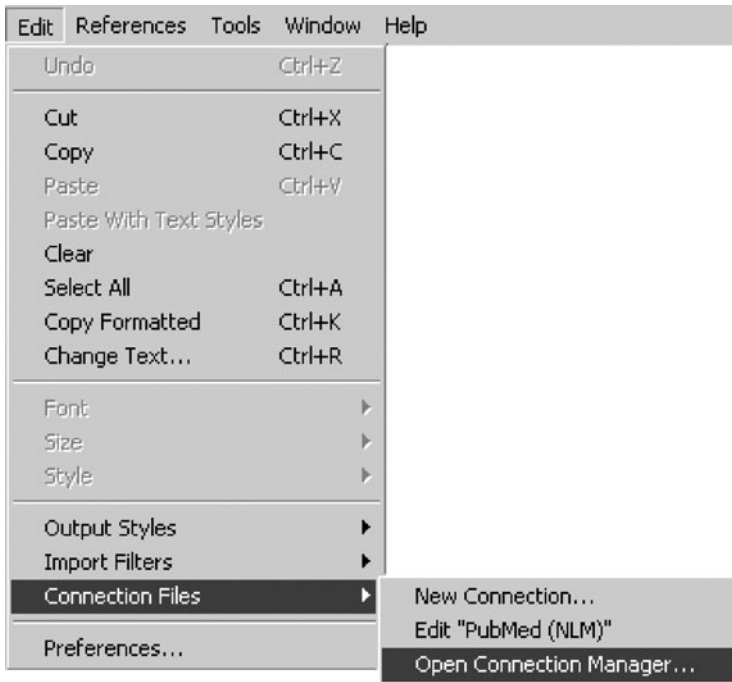 Edit References Tools Window Help
Undo Ctrl+Z
Cut Ctrl+X
Copy Ctrl+C
Paste Ctrl+V
Paste With Text Styles
Clear
Select All Ctrl+A
Copy Formatted Ctrl+K
Change Text... Ctrl+R
Font
Size
Style
Output Styles
Import Filters
Connection Files
New Connection...
Edit "PubMed (NLM)"
Open Connection Manager...
Preferences...